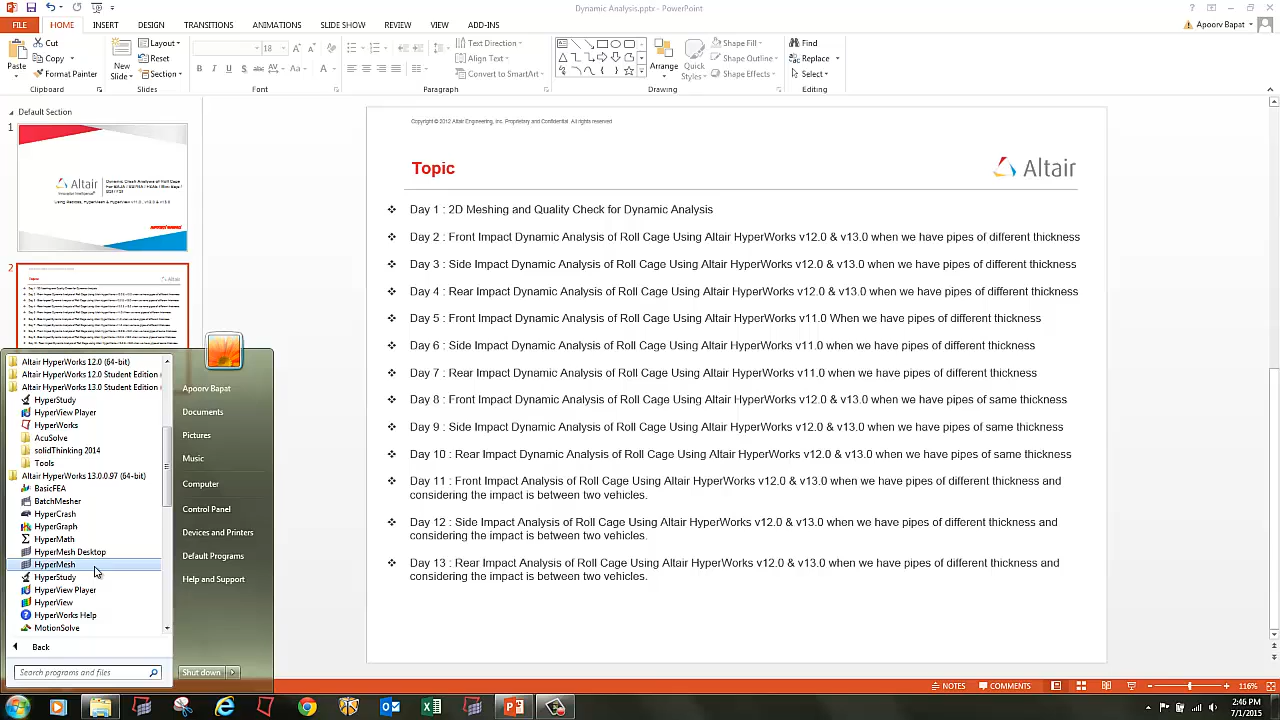 Dynamic Analysis.pptx - PowerPoint
FILE HOME INSERT DESIGN TRANSITIONS ANIMATIONS SLIDE SHOW REVIEW VIEW ADD-INS
Apoorv Bapat
Cut
Copy
Format Painter
Paste
Clipboard
New
Slide
Layout
Reset
Section
Slides
18
B I U S abc AV Aa A
Font
Text Direction
Align Text
Convert to SmartArt
Paragraph
Arrange
Quick
Styles
Shape Fill
Shape Outline
Shape Effects
Drawing
Find
Replace
Select
Editing
Default Section
1
Altair
Dynamic Crash Analysis of Roll Cage
2
Copyright © 2012 Altair Engineering, Inc. Proprietary and Confidential. All rights reserved
Topic
Altair
Day 1 : 2D Meshing and Quality Check for Dynamic Analysis
Day 2 : Front Impact Dynamic Analysis of Roll Cage Using Altair HyperWorks v12.0 & v13.0 when we have pipes of different thickness
Day 3 : Side Impact Dynamic Analysis of Roll Cage Using Altair HyperWorks v12.0 & v13.0 when we have pipes of different thickness
Day 4 : Rear Impact Dynamic Analysis of Roll Cage Using Altair HyperWorks v12.0 & v13.0 when we have pipes of different thickness
Day 5 : Front Impact Dynamic Analysis of Roll Cage Using Altair HyperWorks v11.0 When we have pipes of different thickness
Day 6 : Side Impact Dynamic Analysis of Roll Cage Using Altair HyperWorks v11.0 when we have pipes of different thickness
Day 7 : Rear Impact Dynamic Analysis of Roll Cage Using Altair HyperWorks v11.0 when we have pipes of different thickness
Day 8 : Front Impact Dynamic Analysis of Roll Cage Using Altair HyperWorks v12.0 & v13.0 when we have pipes of same thickness
Day 9 : Side Impact Dynamic Analysis of Roll Cage Using Altair HyperWorks v12.0 & v13.0 when we have pipes of same thickness
Day 10 : Rear Impact Dynamic Analysis of Roll Cage Using Altair HyperWorks v12.0 & v13.0 when we have pipes of same thickness
Day 11 : Front Impact Analysis of Roll Cage Using Altair HyperWorks v12.0 & v13.0 when we have pipes of different thickness and
considering the impact is between two vehicles.
Day 12 : Side Impact Analysis of Roll Cage Using Altair HyperWorks v12.0 & v13.0 when we have pipes of different thickness and
considering the impact is between two vehicles.
Day 13 : Rear Impact Analysis of Roll Cage Using Altair HyperWorks v12.0 & v13.0 when we have pipes of different thickness and
considering the impact is between two vehicles.
Altair HyperWorks 12.0 (64-bit)
Altair HyperWorks 12.0 Student Edition
Altair HyperWorks 13.0 Student Edition
HyperStudy
HyperView Player
HyperWorks
AcuSolve
solidThinking 2014
Tools
Altair HyperWorks 13.0.0.97 (64-bit)
BasicFEA
BatchMesher
HyperCrash
HyperGraph
HyperMath
HyperMesh Desktop
HyperMesh
HyperStudy
HyperView Player
HyperView
HyperWorks Help
MotionSolve
Back
Search programs and files
Apoorv Bapat
Documents
Pictures
Music
Computer
Control Panel
Devices and Printers
Default Programs
Help and Support
Shut down
NOTES COMMENTS 116%
2:46 PM
7/1/2015